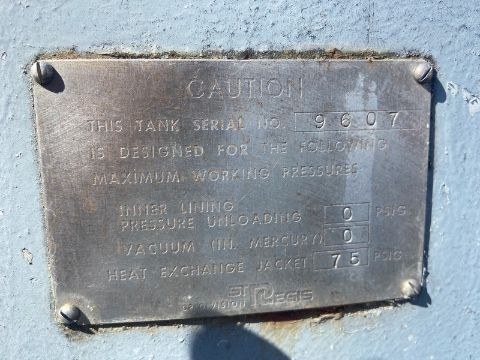 CAUTION
THIS TANK SERIAL NO. 9607
IS DESIGNED FOR THE FOLLOWING
MAXIMUM WORKING PRESSURES
INNER LINING
PRESSURE UNLOADING 0 PSIG
VACUUM (IN. MERCURY) 0
HEAT EXCHANGE JACKET 75 PSIG
ST REGIS
DIVISION